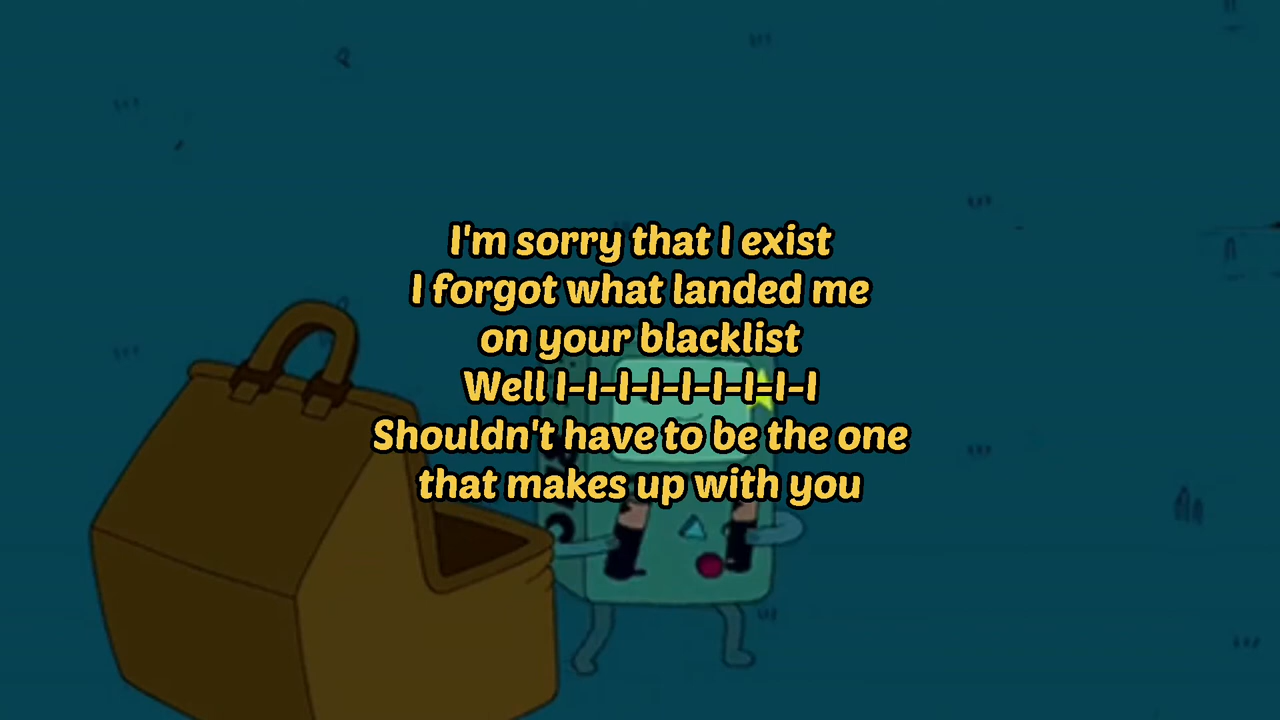 I'm sorry that I exist
I forgot what landed me
on your blacklist
Well I-I-I-I-I-I-I-I-I
Shouldn't have to be the one
that makes up with you